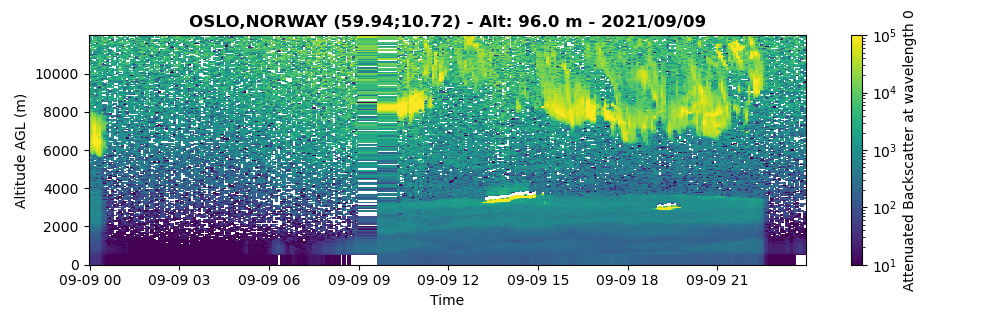 OSLO,NORWAY (59.94;10.72) - Alt: 96.0 m - 2021/09/09
Altitude AGL (m)
10000
8000
6000
4000
2000
0
09-09 00 09-09 03 09-09 06 09-09 09 09-09 12 09-09 15 09-09 18 09-09 21
Time
10⁵
10⁴
10³
10²
10¹
Attenuated Backscatter at wavelength 0